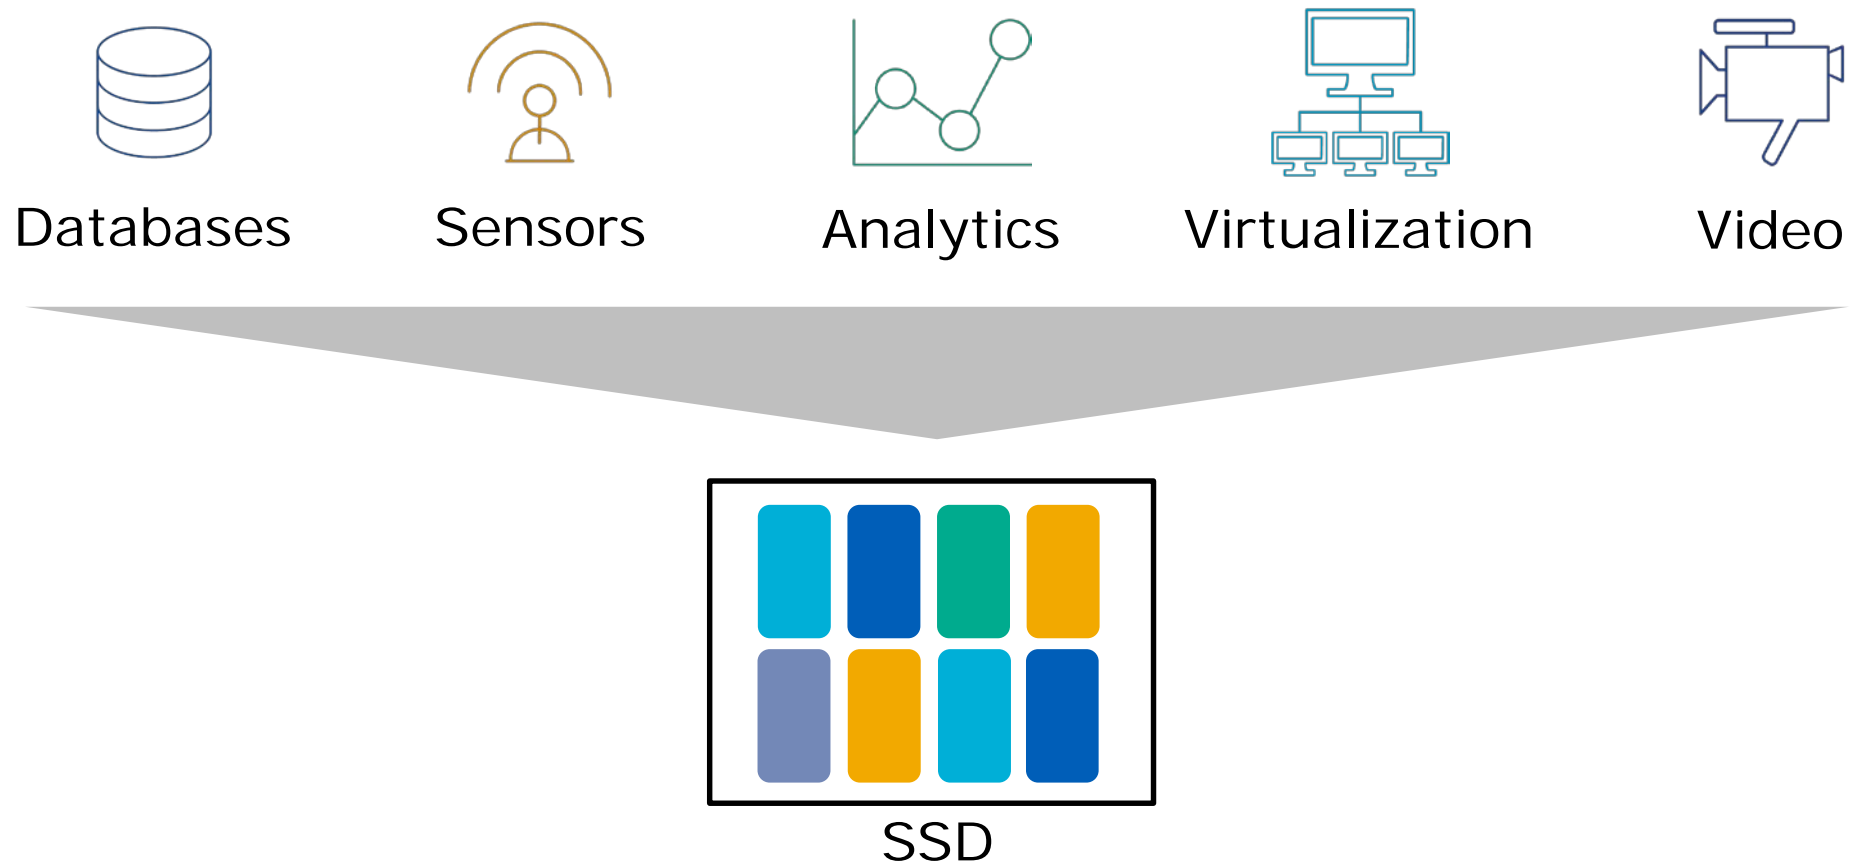 Databases
Sensors
Analytics
Virtualization
Video
SSD